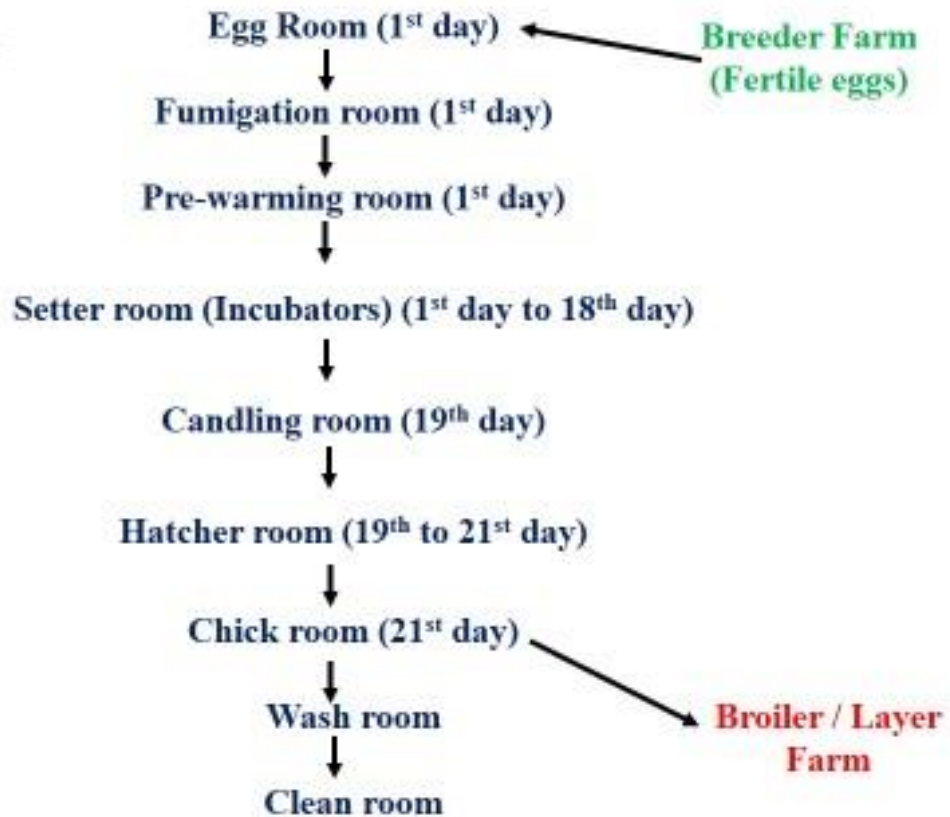 Egg Room (1st day)
Breeder Farm
(Fertile eggs)
Fumigation room (1st day)
Pre-warming room (1st day)
Setter room (Incubators) (1st day to 18th day)
Candling room (19th day)
Hatcher room (19th to 21st day)
Chick room (21st day)
Wash room
Broiler / Layer
Farm
Clean room